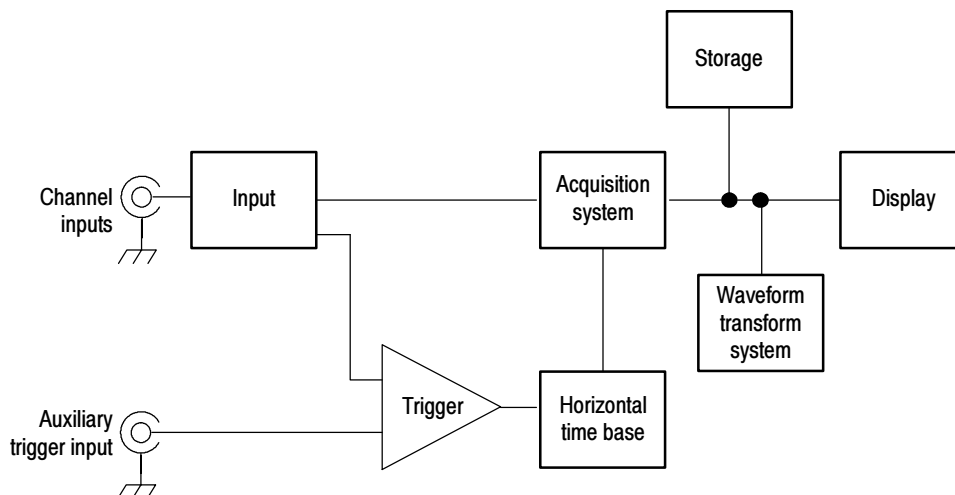 Storage
Channel
inputs
Input
Acquisition
system
Display
Waveform
transform
system
Auxiliary
trigger input
Trigger
Horizontal
time base